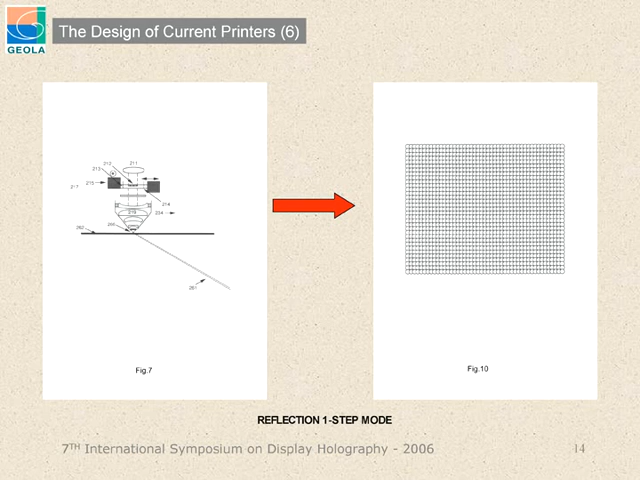 The Design of Current Printers (6)
GEOLA
212
211
213
215
217
214
216
234
250
262
261
Fig.7
Fig.10
REFLECTION 1-STEP MODE
7TH International Symposium on Display Holography - 2006
14